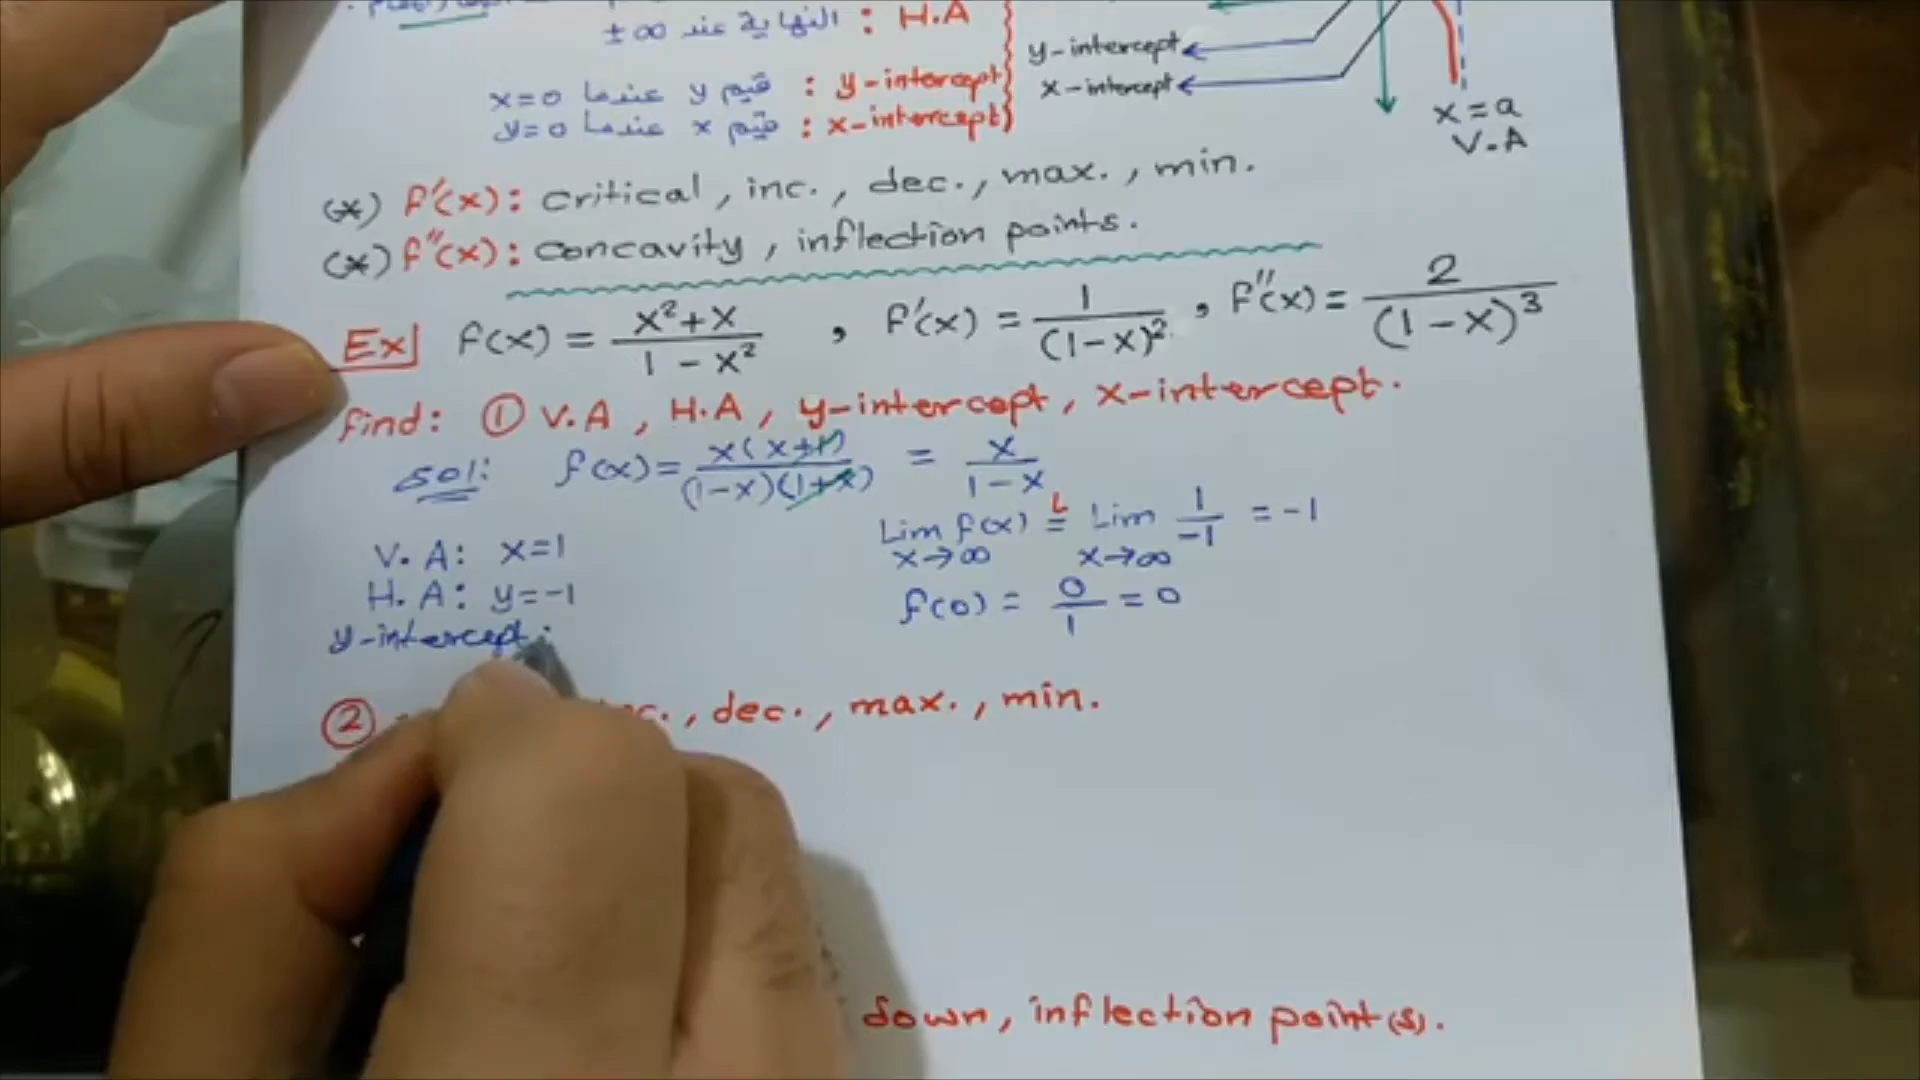 H.A : النهاية عند ∞ ±
y-intercept : قيم y عندما x=0
x-intercept : قيم x عندما y=0
y-intercept
x-intercept
x=a
V.A
(*) f'(x): critical, inc., dec., max., min.
(*) f''(x): concavity, inflection points.
Ex f(x) = (x²+x)/(1-x²) , f'(x) = 1/(1-x)² , f''(x) = 2/(1-x)³
find: ① V.A, H.A, y-intercept, x-intercept.
sol: f(x) = x(x+1)/((1-x)(1+x)) = x/(1-x)
Lim x→∞ f(x) L= Lim x→∞ 1/-1 = -1
V.A: x=1
H.A: y=-1
f(0) = 0/1 = 0
y-intercept:
② dec., max., min.
down, inflection point(s).